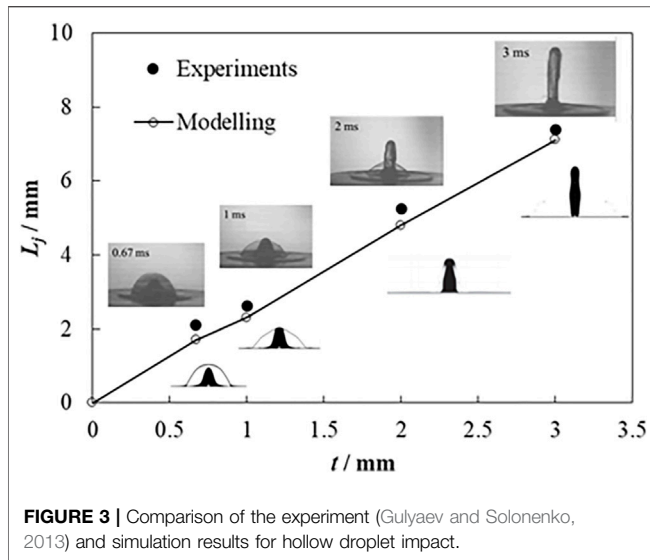 10
8
6
4
2
0
L_j / mm
Experiments
Modelling
0.67 ms
1 ms
2 ms
3 ms
0 0.5 1 1.5 2 2.5 3 3.5
t / mm
FIGURE 3 | Comparison of the experiment (Gulyaev and Solonenko,
2013) and simulation results for hollow droplet impact.